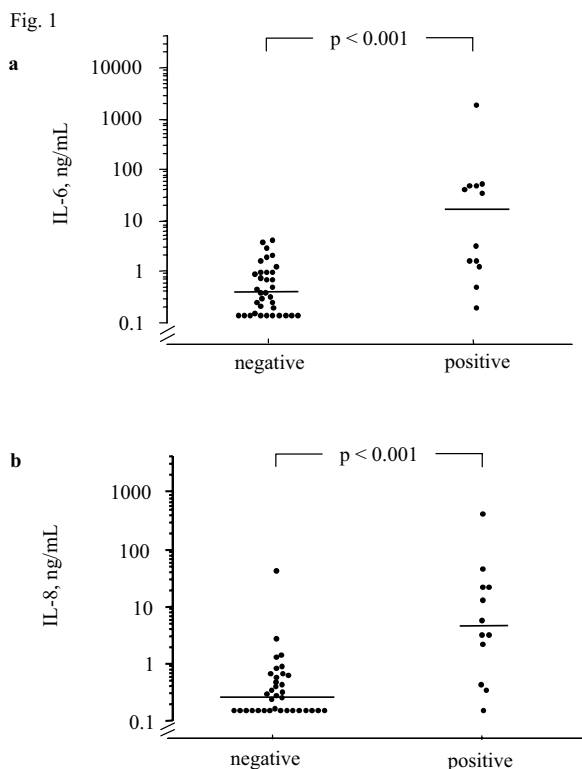 Fig. 1
a
p < 0.001
10000
1000
100
10
1
0.1
IL-6, ng/mL
negative
positive
b
p < 0.001
1000
100
10
1
0.1
IL-8, ng/mL
negative
positive